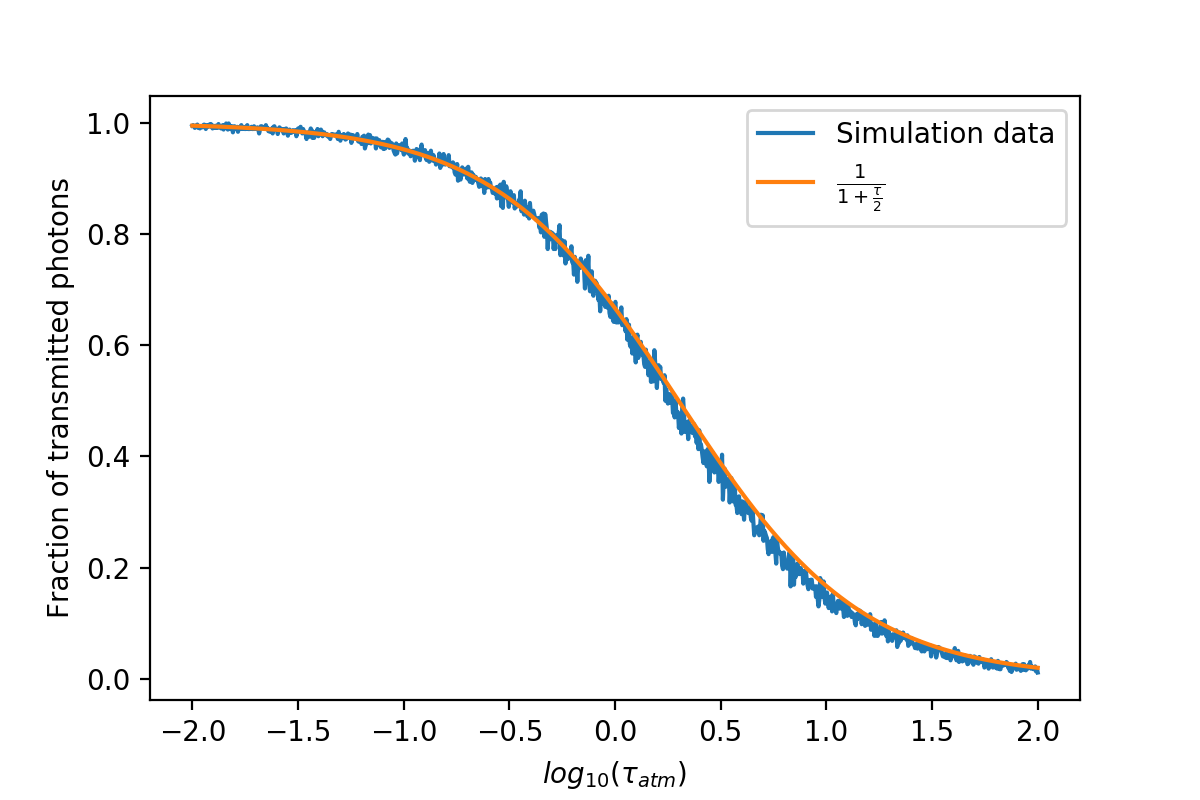 1.0
0.8
0.6
0.4
0.2
0.0
Fraction of transmitted photons
Simulation data
1
1 + τ
2
−2.0 −1.5 −1.0 −0.5 0.0 0.5 1.0 1.5 2.0
log10(τatm)